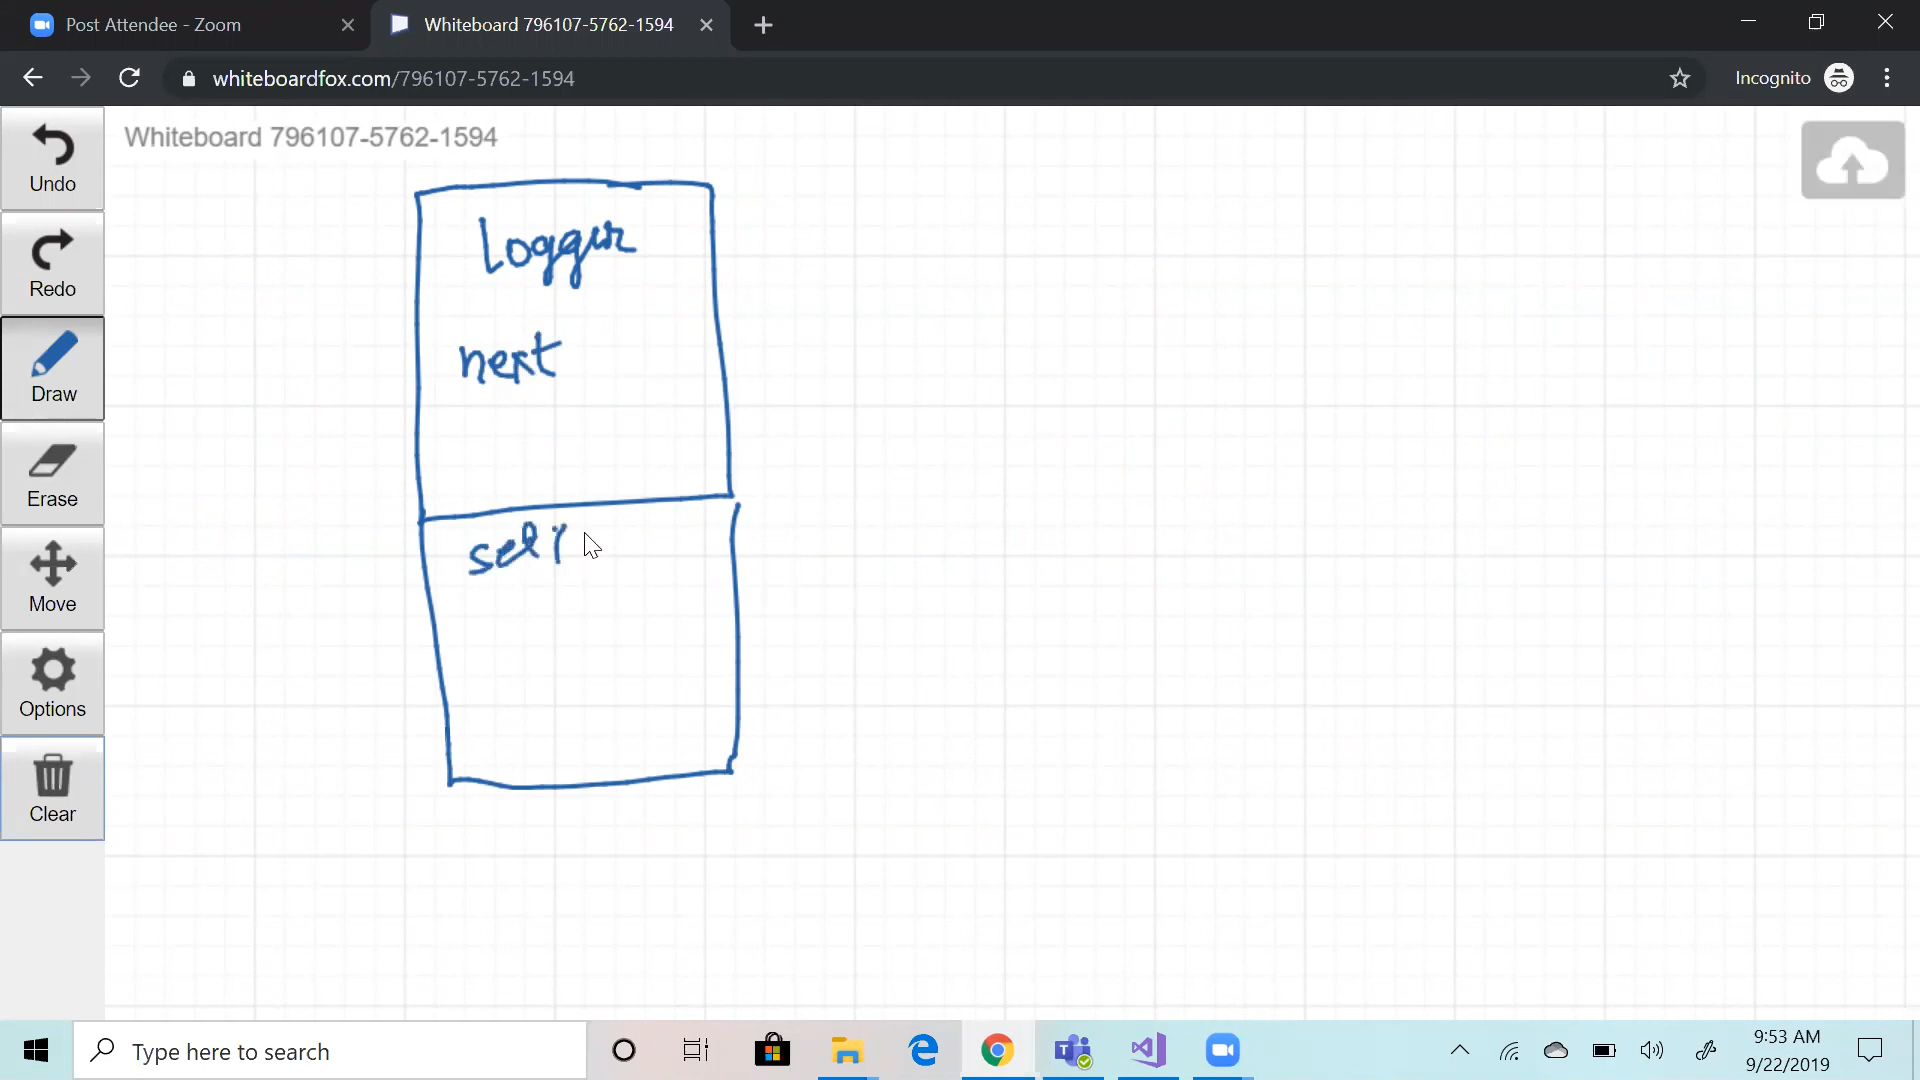 Post Attendee - Zoom
Whiteboard 796107-5762-1594
whiteboardfox.com/796107-5762-1594
Incognito
Whiteboard 796107-5762-1594
Undo
Redo
Draw
Erase
Move
Options
Clear
Logger
next
Type here to search
9:53 AM
9/22/2019